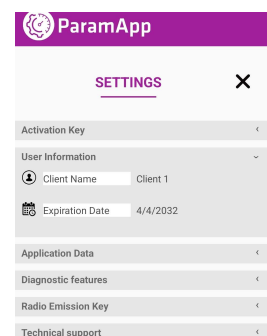 ParamApp
SETTINGS
Activation Key
User Information
Client Name Client 1
Expiration Date 4/4/2032
Application Data
Diagnostic features
Radio Emission Key
Technical support